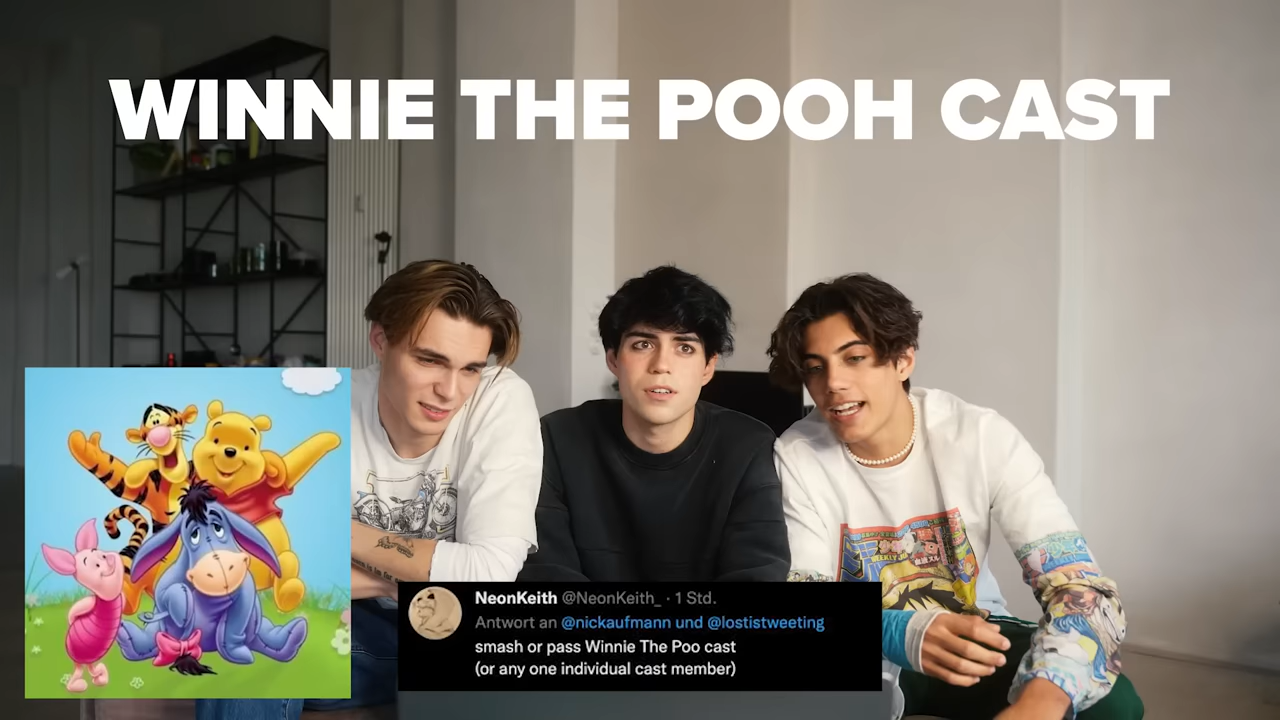 WINNIE THE POOH CAST
NeonKeith @NeonKeith_ · 1 Std.
Antwort an @nickaufmann und @lostistweeting
smash or pass Winnie The Poo cast
(or any one individual cast member)